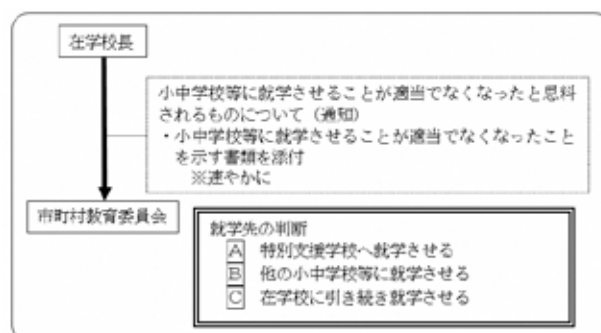 在学校長
小中学校等に就学させることが適当でなくなったと思料
されるものについて（通知）
・小中学校等に就学させることが適当でなくなったこと
を示す書類を添付
※速やかに
市町村教育委員会
就学先の判断
A 特別支援学校へ就学させる
B 他の小中学校等に就学させる
C 在学校に引き続き就学させる